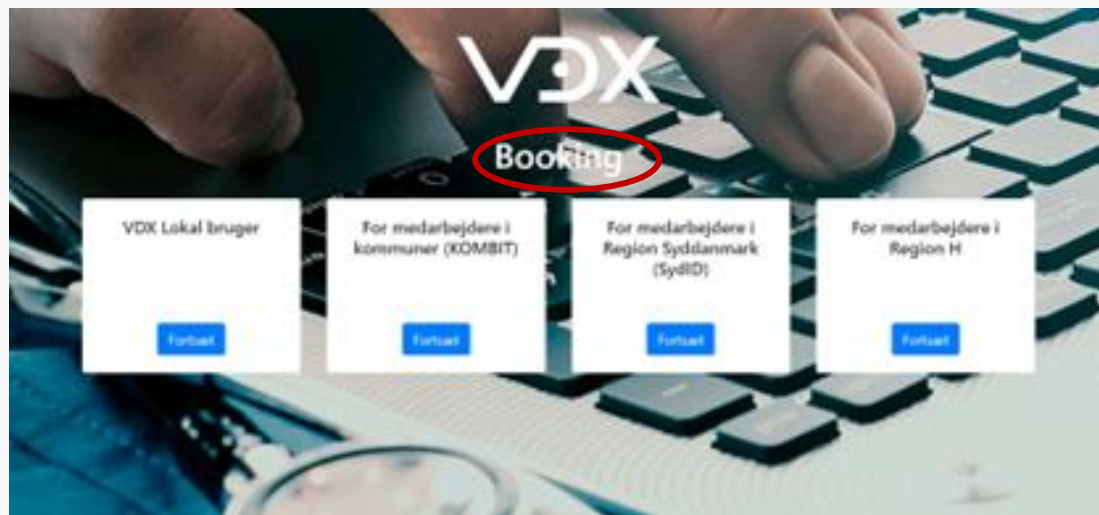 VDX
Booking
VDX Lokal bruger
Fortsæt
For medarbejdere i
kommuner (KOMBIT)
Fortsæt
For medarbejdere i
Region Syddanmark
(SydID)
Fortsæt
For medarbejdere i
Region H
Fortsæt